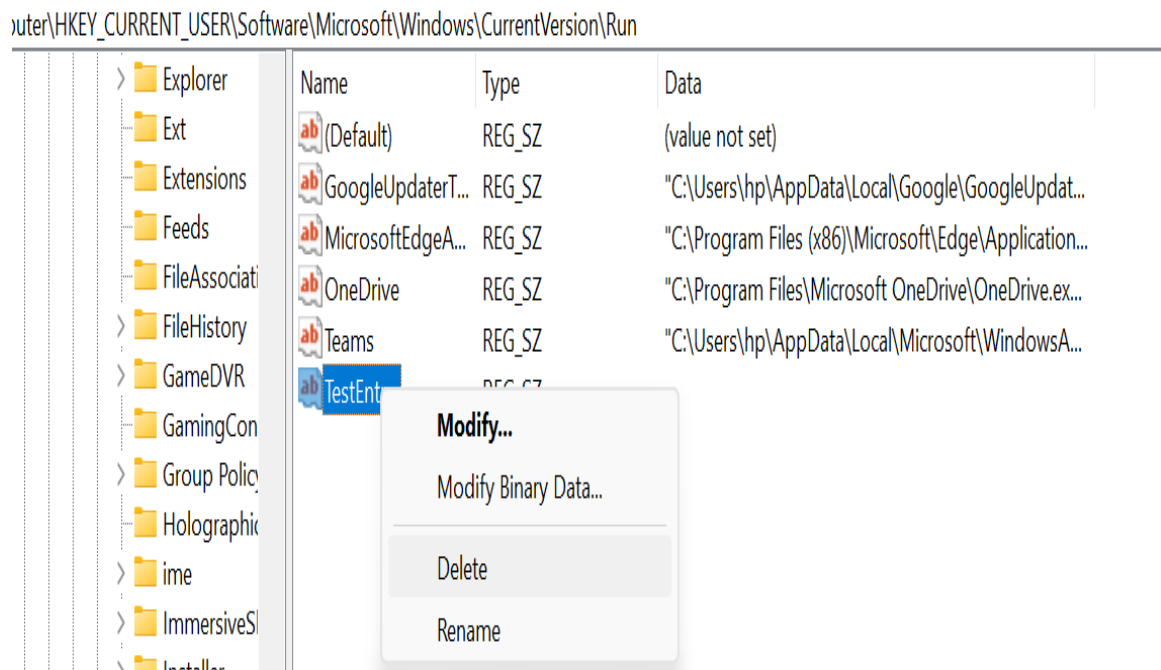 outer\HKEY_CURRENT_USER\Software\Microsoft\Windows\CurrentVersion\Run
Explorer
Ext
Extensions
Feeds
FileAssociati
FileHistory
GameDVR
GamingCon
Group Policy
Holographic
ime
ImmersiveSl
Installer
Name Type Data
(Default) REG_SZ (value not set)
GoogleUpdaterT... REG_SZ "C:\Users\hp\AppData\Local\Google\GoogleUpdat...
MicrosoftEdgeA... REG_SZ "C:\Program Files (x86)\Microsoft\Edge\Application...
OneDrive REG_SZ "C:\Program Files\Microsoft OneDrive\OneDrive.ex...
Teams REG_SZ "C:\Users\hp\AppData\Local\Microsoft\WindowsA...
TestEnt REG_SZ
Modify...
Modify Binary Data...
Delete
Rename